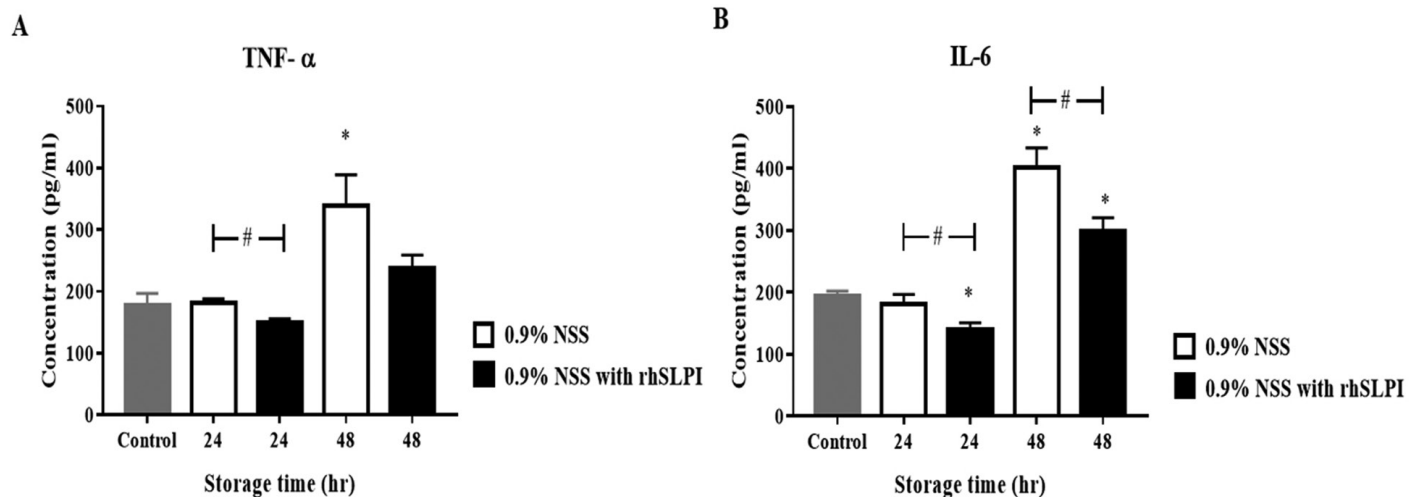 A
TNF- α
Concentration (pg/ml)
500
400
300
200
100
0
*
#
Control
24
24
48
48
Storage time (hr)
0.9% NSS
0.9% NSS with rhSLPI
B
IL-6
Concentration (pg/ml)
500
400
300
200
100
0
#
*
*
#
*
Control
24
24
48
48
Storage time (hr)
0.9% NSS
0.9% NSS with rhSLPI